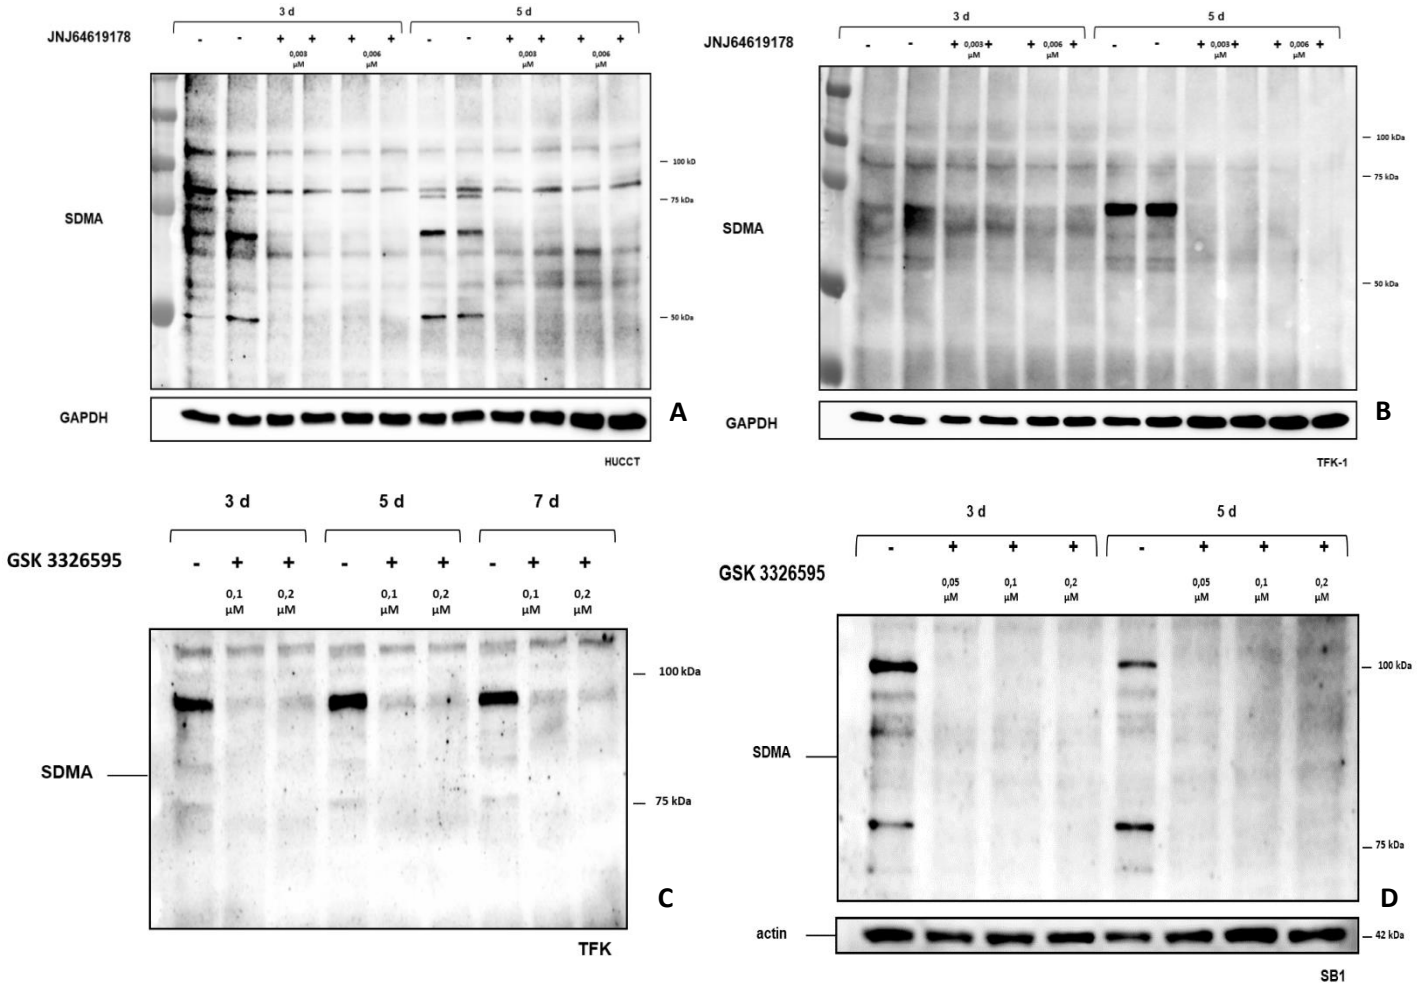 3 d 5 d
JNJ64619178 - - + + + + - - + + + +
0,003 0,006 0,003 0,006
µM µM µM µM
SDMA
100 kD
75 kDa
50 kDa
GAPDH
A
HUCCT
3 d 5 d
JNJ64619178 - - + 0,003 + + 0,006 + - - + 0,003 + + 0,006 +
µM µM µM µM
100 kDa
75 kDa
SDMA
50 kDa
GAPDH
B
TFK-1
3 d 5 d 7 d
GSK 3326595 - + + - + + - + +
0,1 0,2 0,1 0,2 0,1 0,2
µM µM µM µM µM µM
100 kDa
SDMA
75 kDa
C
TFK
3 d 5 d
GSK 3326595 - + + + - + + +
0,05 0,1 0,2 0,05 0,1 0,2
µM µM µM µM µM µM
100 kDa
SDMA
75 kDa
D
actin 42 kDa
SB1